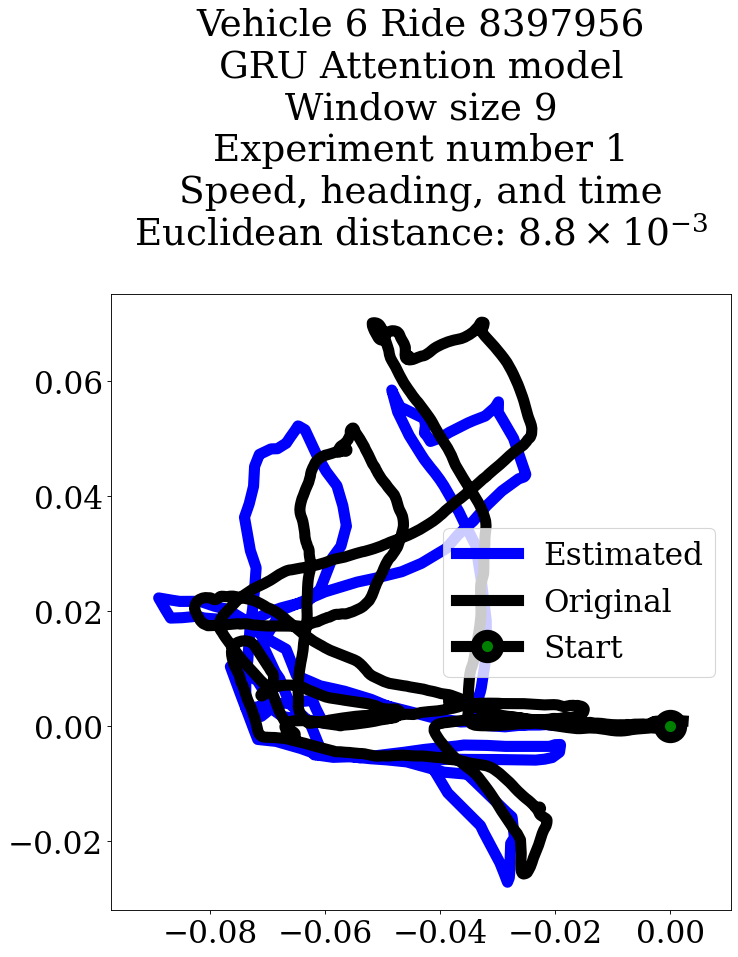 Vehicle 6 Ride 8397956
GRU Attention model
Window size 9
Experiment number 1
Speed, heading, and time
Euclidean distance: 8.8 × 10⁻³
0.06
0.04
0.02
0.00
−0.02
Estimated
Original
Start
−0.08 −0.06 −0.04 −0.02 0.00